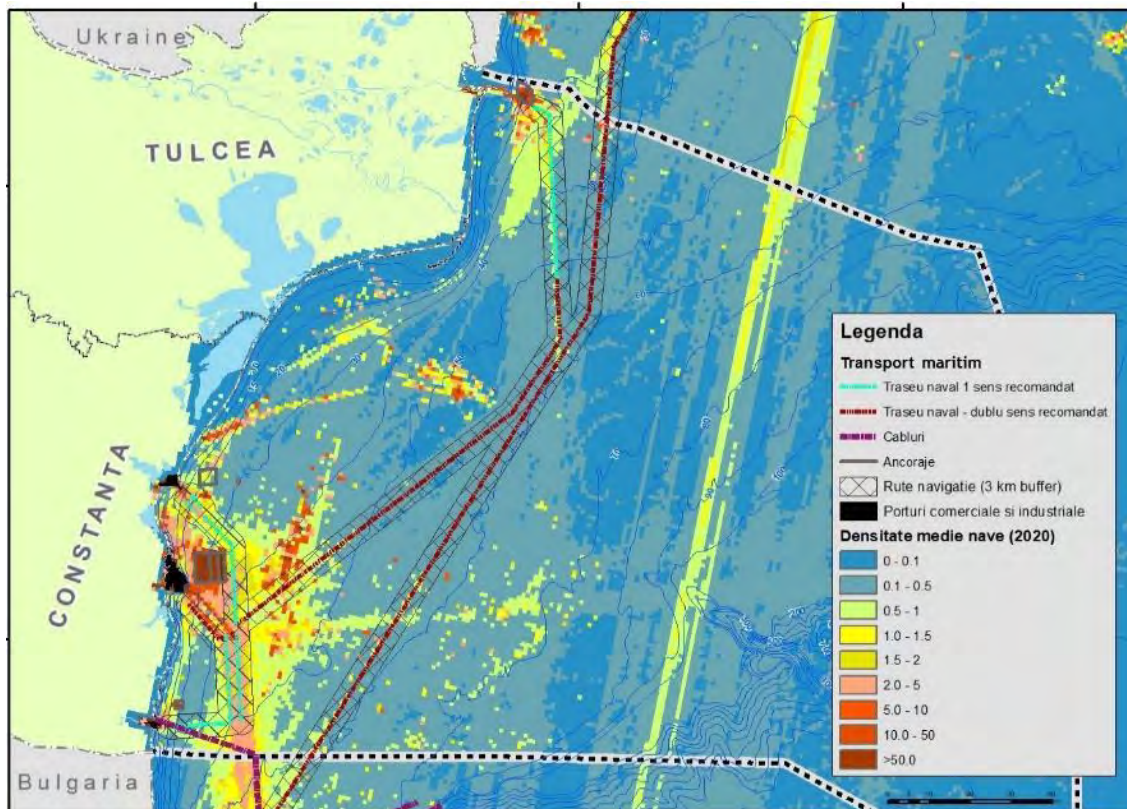 Ukraine
TULCEA
CONSTANTA
Bulgaria
Legenda
Transport maritim
Traseu naval 1 sens recomandat
Traseu naval - dublu sens recomandat
Cabluri
Ancoraje
Rute navigatie (3 km buffer)
Porturi comerciale si industriale
Densitate medie nave (2020)
0 - 0.1
0.1 - 0.5
0.5 - 1
1.0 - 1.5
1.5 - 2
2.0 - 5
5.0 - 10
10.0 - 50
>50.0